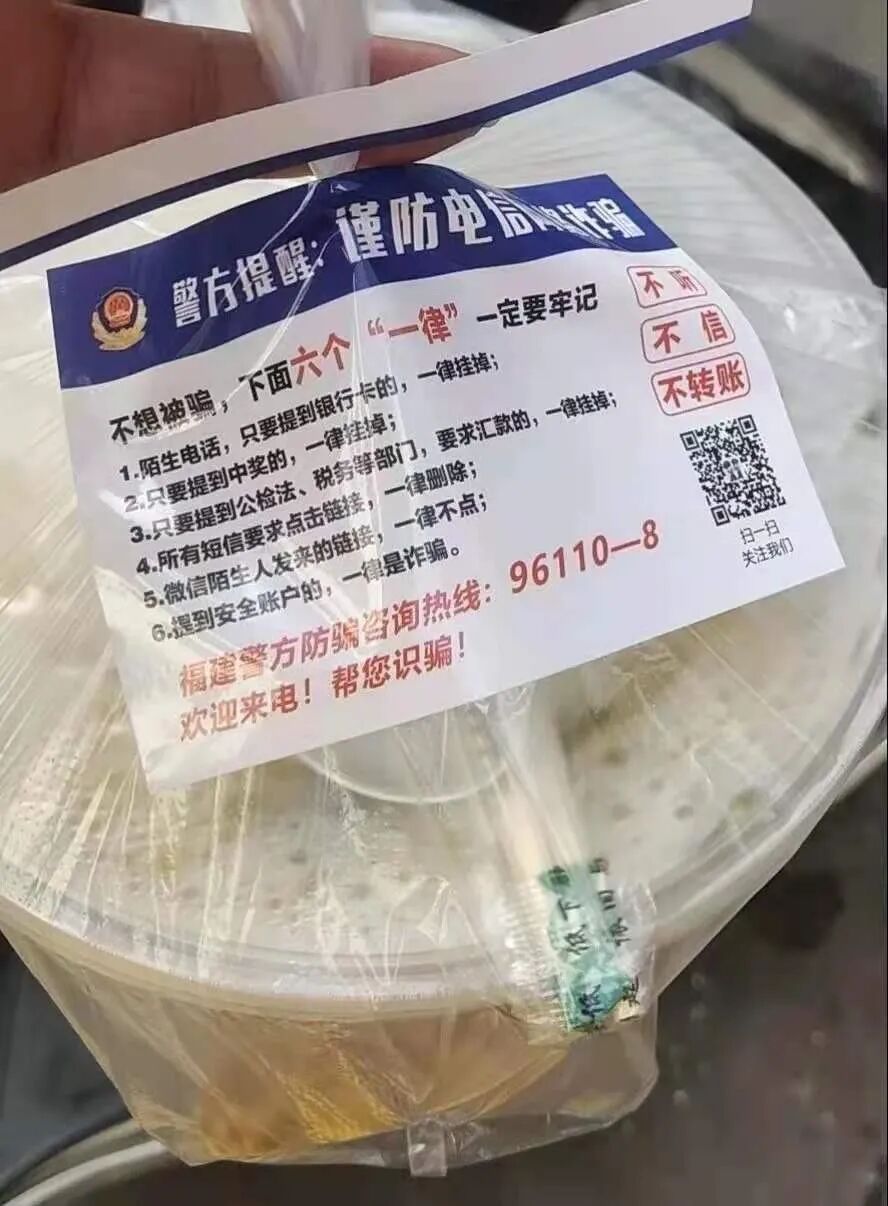 警方提醒:谨防电信网诈骗
不想被骗,下面六个“一律”一定要牢记
1.陌生电话,只要提到银行卡的,一律挂掉;
2.只要提到中奖的,一律挂掉;
3.只要提到公检法、税务等部门,要求汇款的,一律挂掉;
4.所有短信要求点击链接,一律删除;
5.微信陌生人发来的链接,一律不点;
6.提到安全账户的,一律是诈骗。
福建警方防骗咨询热线:96110—8
欢迎来电!帮您识骗!
不听
不信
不转账
扫一扫
关注我们